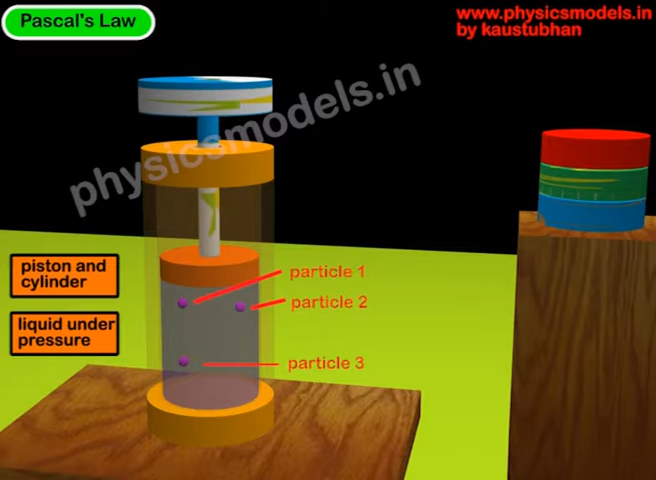 Pascal's Law
www.physicsmodels.in
by kaustubhan
physicsmodels.in
piston and
cylinder
particle 1
particle 2
liquid under
pressure
particle 3